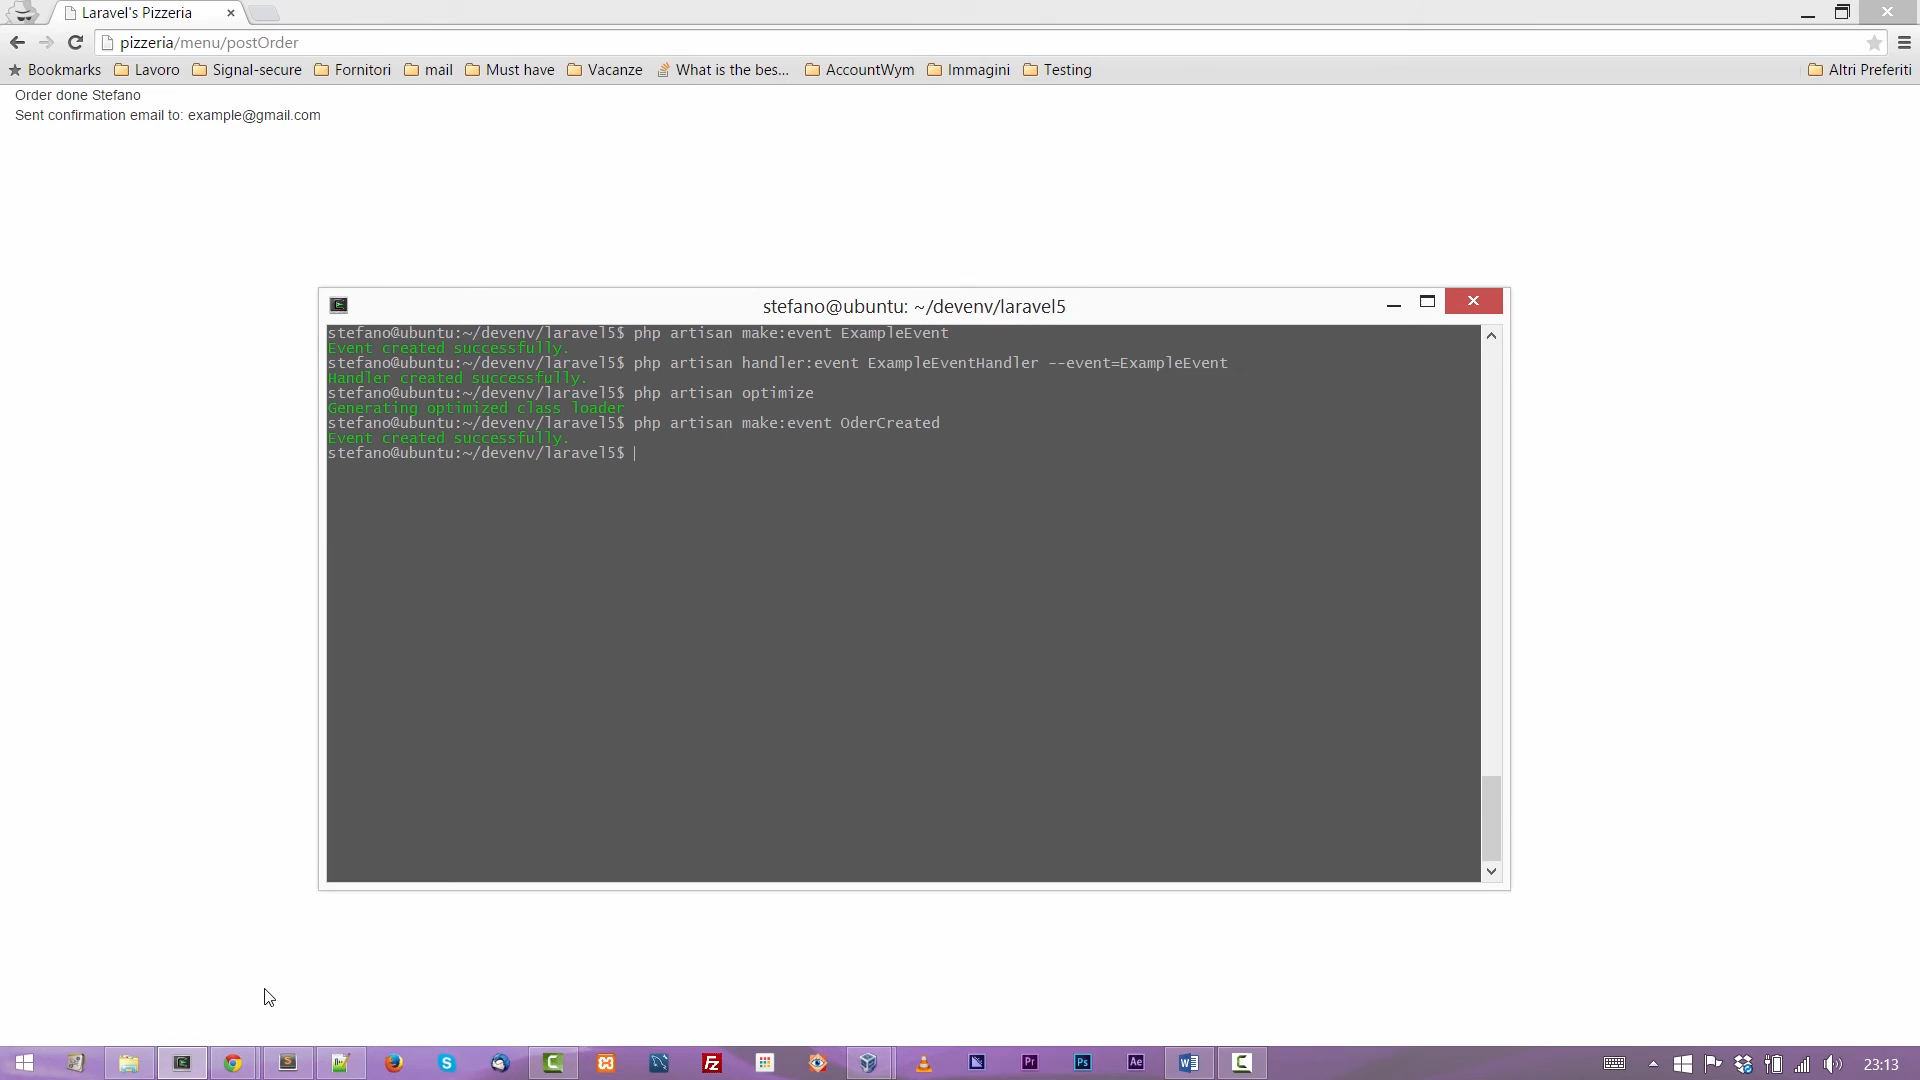 Laravel's Pizzeria
pizzeria/menu/postOrder
Bookmarks Lavoro Signal-secure Fornitori mail Must have Vacanze What is the bes... AccountWym Immagini Testing Altri Preferiti
Order done Stefano
Sent confirmation email to: example@gmail.com
stefano@ubuntu: ~/devenv/laravel5
stefano@ubuntu:~/devenv/laravel5$ php artisan make:event ExampleEvent
Event created successfully.
stefano@ubuntu:~/devenv/laravel5$ php artisan handler:event ExampleEventHandler --event=ExampleEvent
Handler created successfully.
stefano@ubuntu:~/devenv/laravel5$ php artisan optimize
Generating optimized class loader
stefano@ubuntu:~/devenv/laravel5$ php artisan make:event OderCreated
Event created successfully.
stefano@ubuntu:~/devenv/laravel5$
Pr Ps Ae
23:13